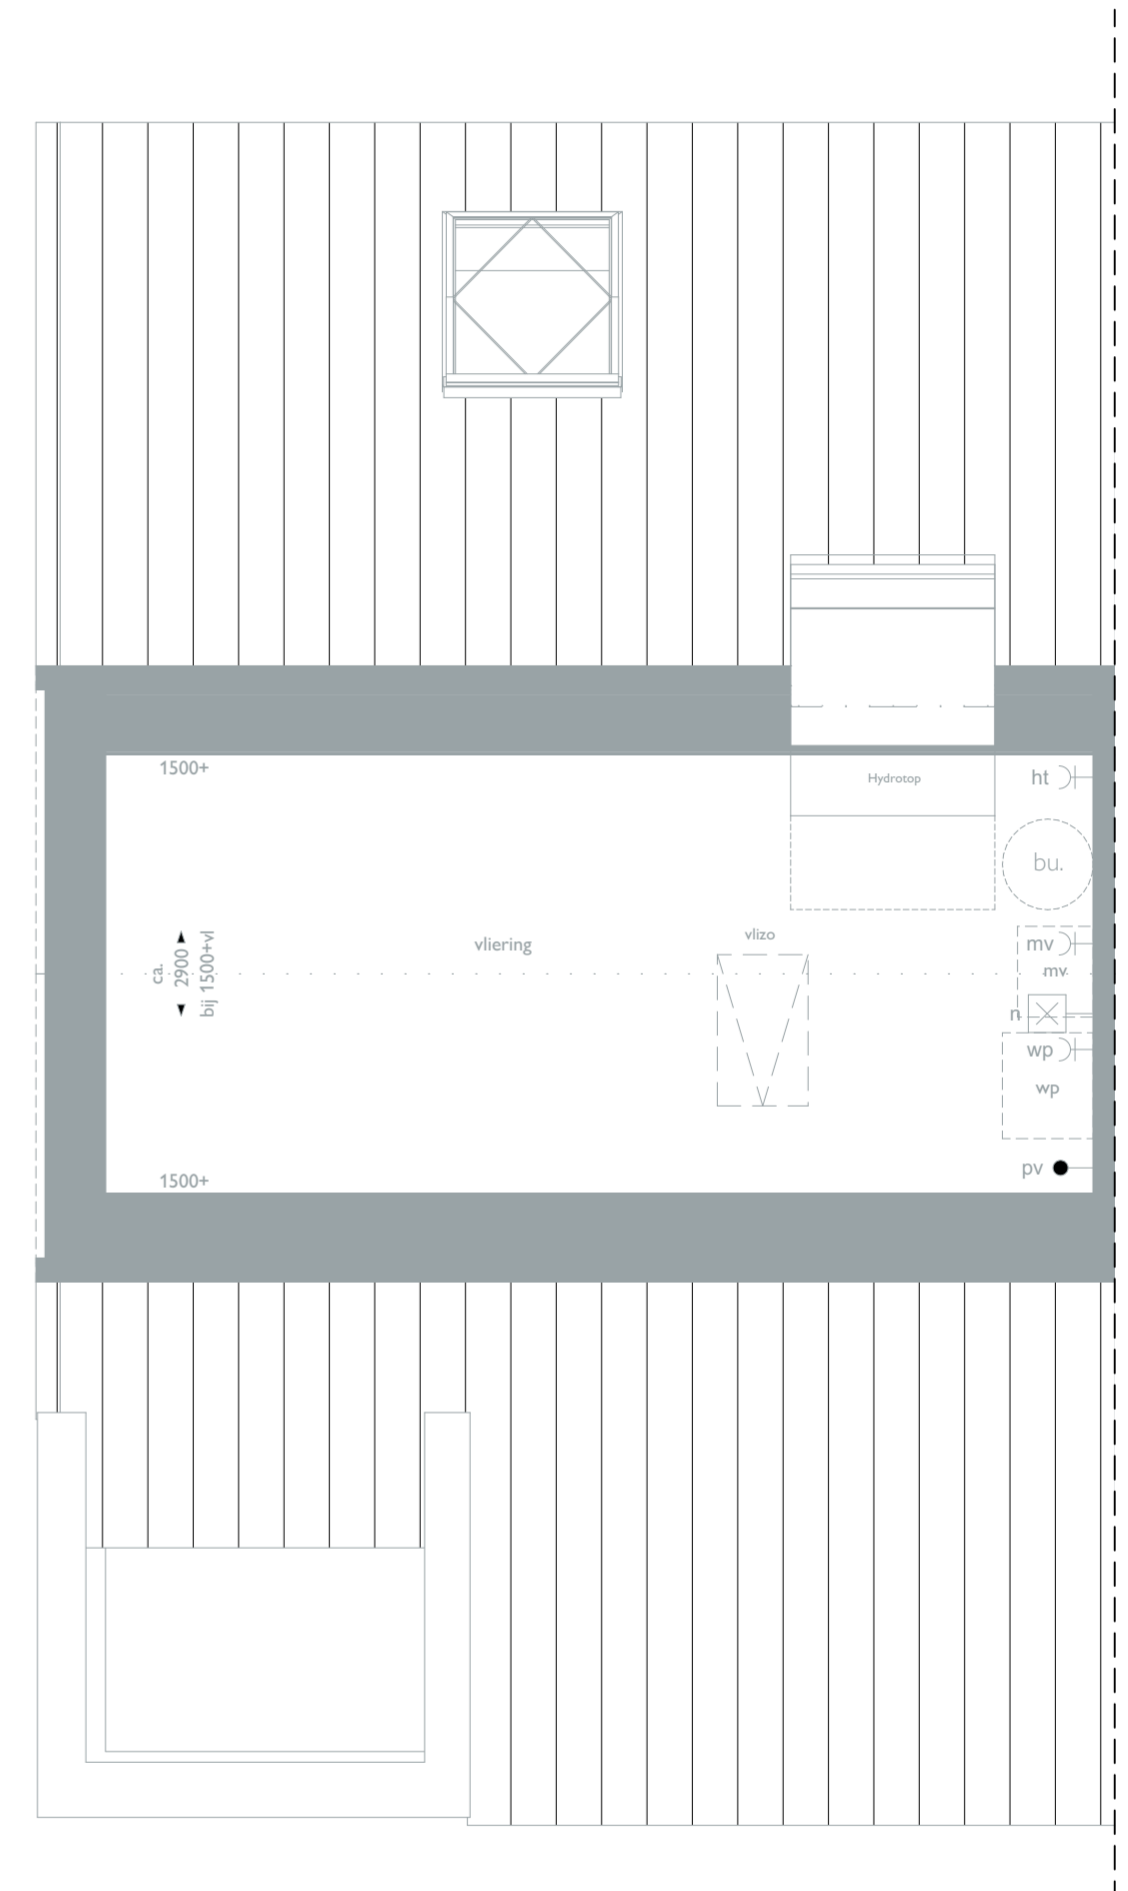 1500+
Hydrotop
ht
bu.
vlizo
vliering
mv
mv
ca.
2900
bij 1500+vl
n
wp
wp
pv
1500+